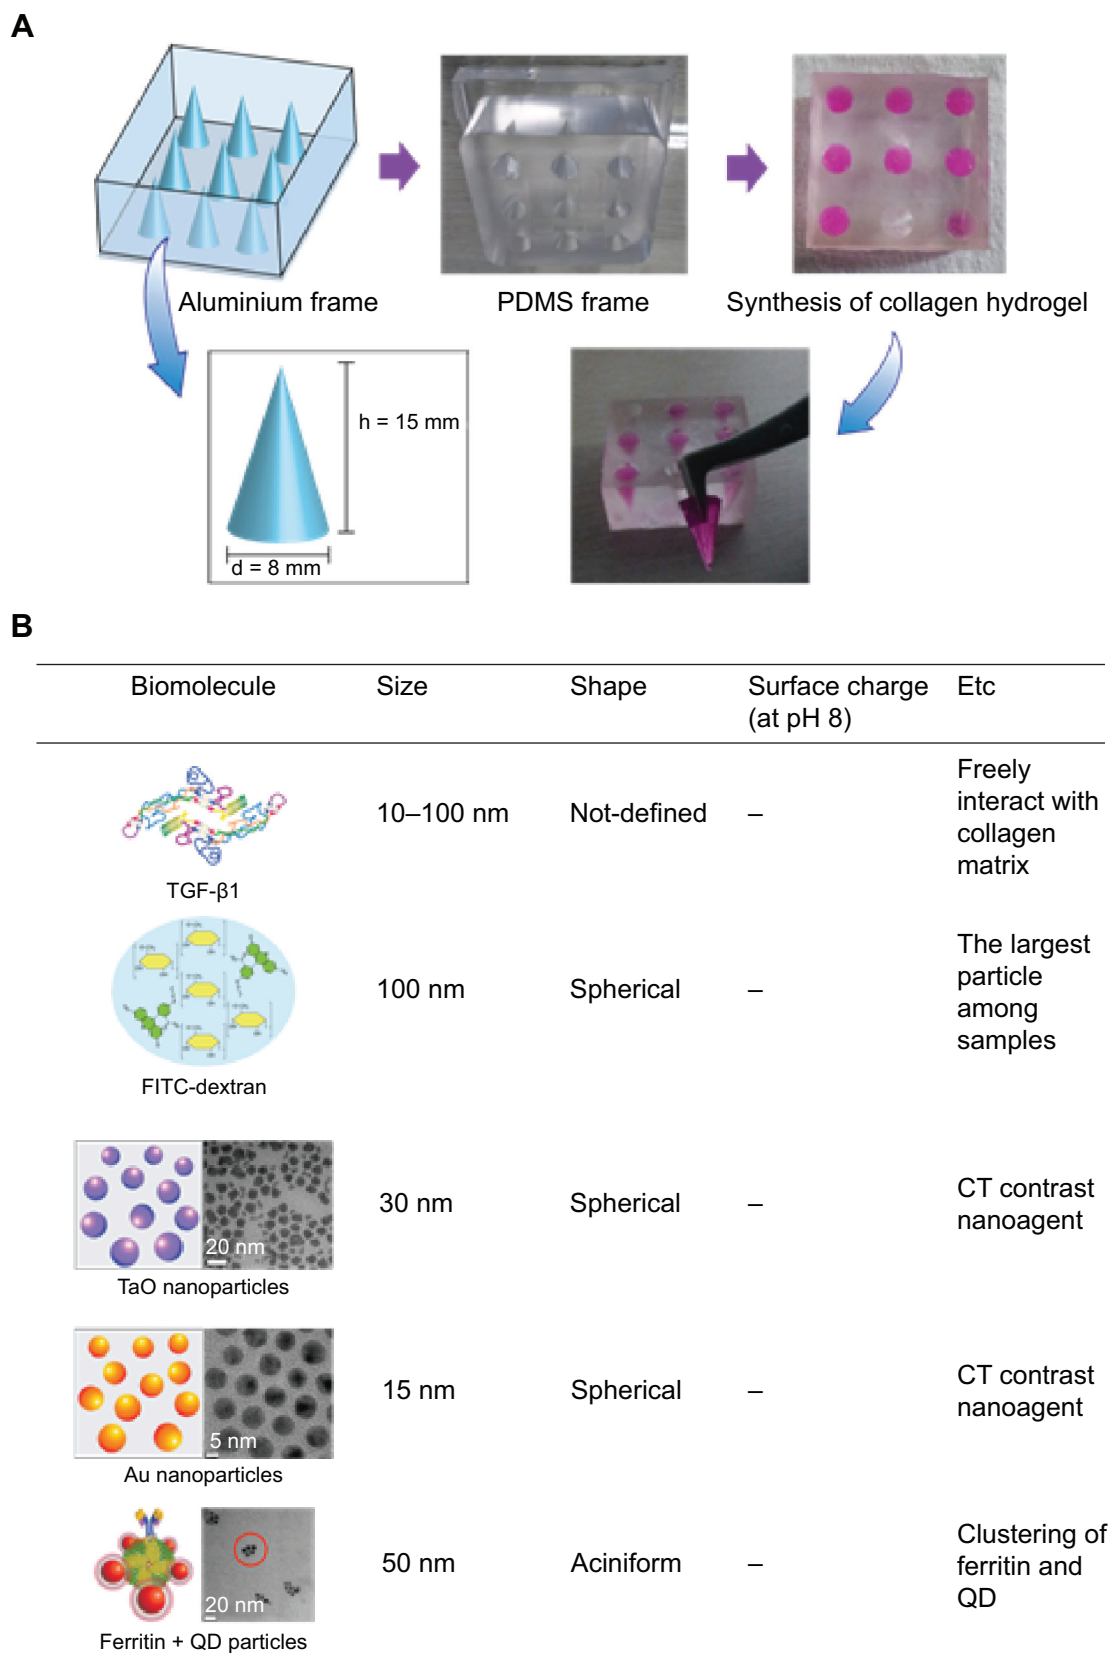 A
Aluminium frame
PDMS frame
Synthesis of collagen hydrogel
h = 15 mm
d = 8 mm
B
Biomolecule Size Shape Surface charge (at pH 8) Etc
TGF-β1
10–100 nm Not-defined –
Freely
interact with
collagen
matrix
FITC-dextran
100 nm Spherical –
The largest
particle
among
samples
20 nm
TaO nanoparticles
30 nm Spherical –
CT contrast
nanoagent
5 nm
Au nanoparticles
15 nm Spherical –
CT contrast
nanoagent
20 nm
Ferritin + QD particles
50 nm Aciniform –
Clustering of
ferritin and
QD